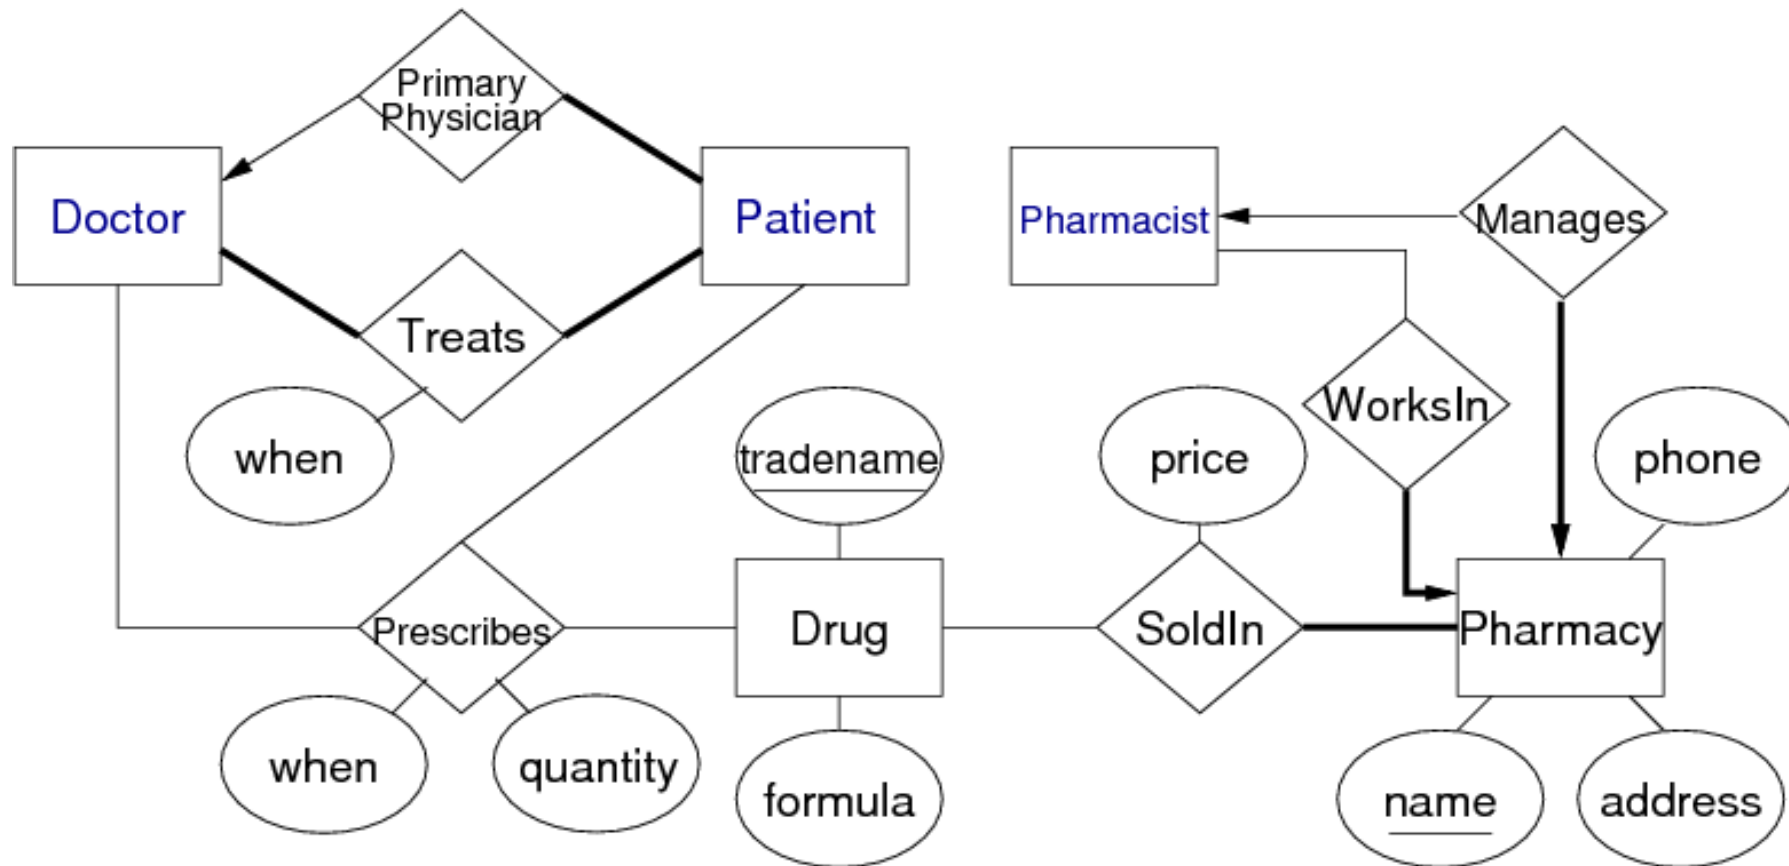 Primary
Physician
Doctor
Patient
Pharmacist
Manages
Treats
WorksIn
when
tradename
price
phone
Prescribes
Drug
SoldIn
Pharmacy
when
quantity
formula
name
address